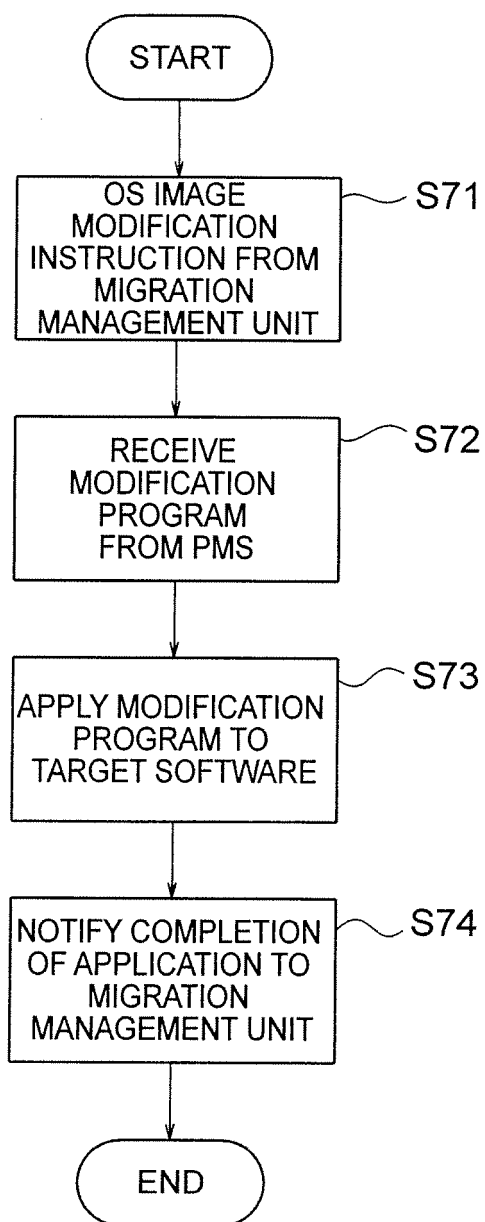 START
OS IMAGE
MODIFICATION
INSTRUCTION FROM
MIGRATION
MANAGEMENT UNIT
S71
RECEIVE
MODIFICATION
PROGRAM
FROM PMS
S72
APPLY MODIFICATION
PROGRAM TO
TARGET SOFTWARE
S73
NOTIFY COMPLETION
OF APPLICATION TO
MIGRATION
MANAGEMENT UNIT
S74
END